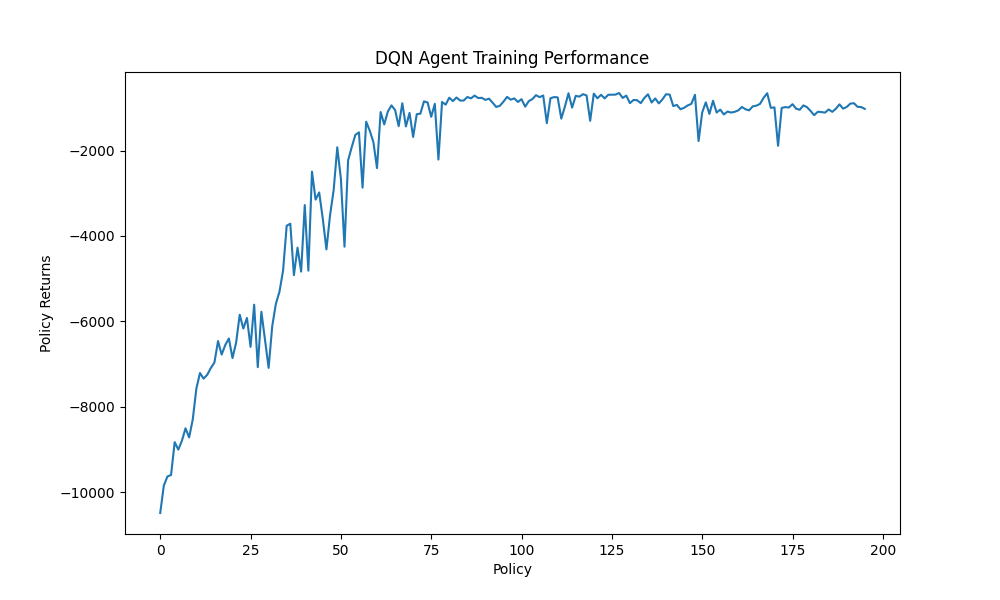 DQN Agent Training Performance
Policy Returns
−2000
−4000
−6000
−8000
−10000
0 25 50 75 100 125 150 175 200
Policy